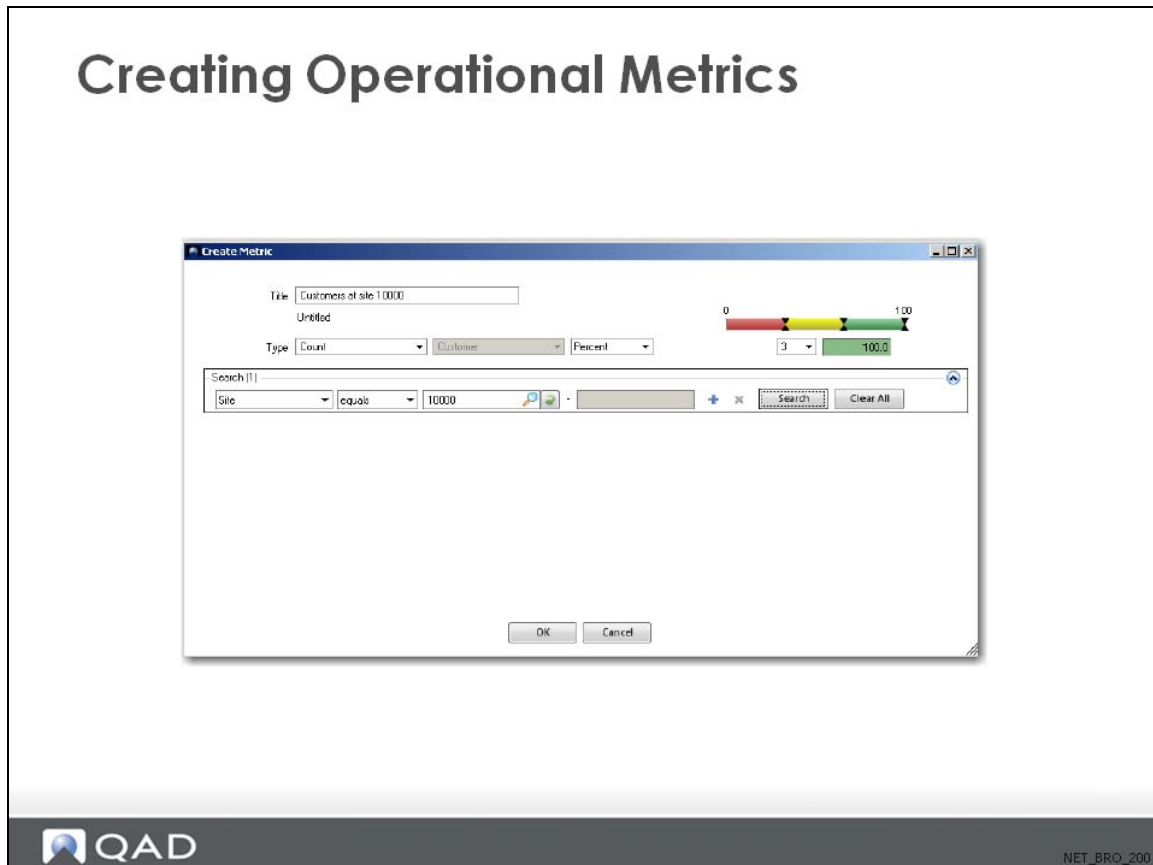 Creating Operational Metrics
Create Metric
Title Customers at site 10000
Untitled
0 100
Type Count Customer Percent 3 100.0
Search (1)
Site equals 10000 - Search Clear All
OK Cancel
QAD
NET_BRO_200